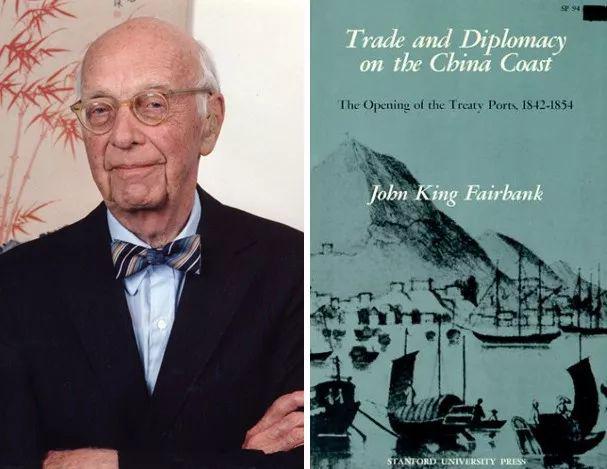 SP 94
Trade and Diplomacy
on the China Coast
The Opening of the Treaty Ports, 1842-1854
John King Fairbank
STANFORD UNIVERSITY PRESS